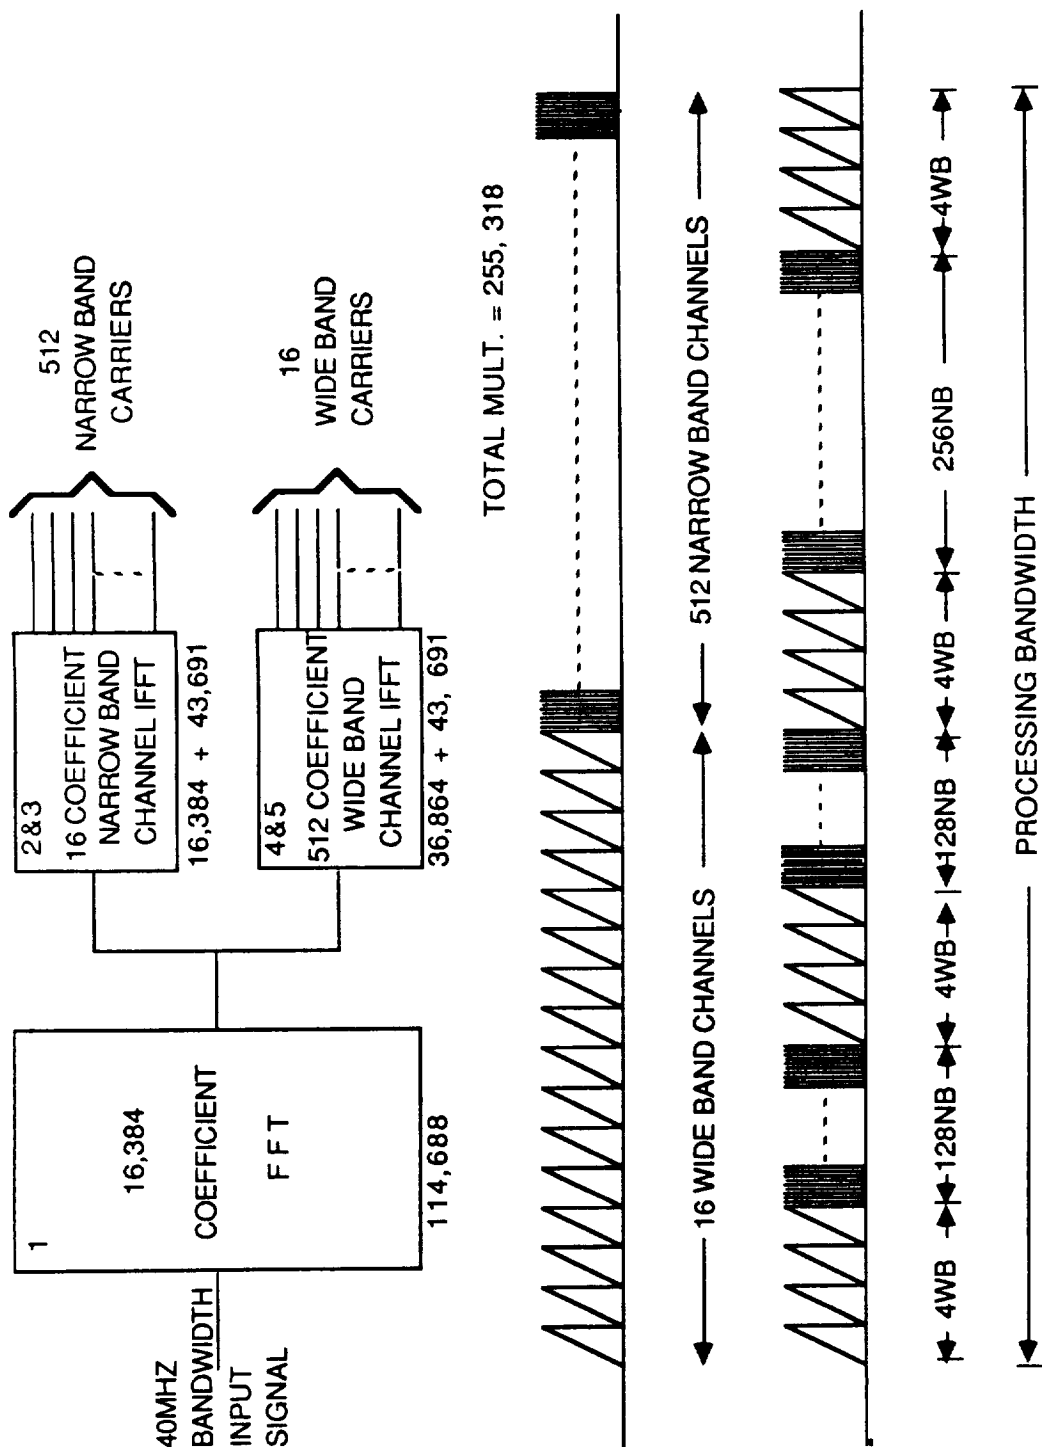 40MHZ
BANDWIDTH
INPUT
SIGNAL
1
16,384
COEFFICIENT
FFT
114,688
2&3
16 COEFFICIENT
NARROW BAND
CHANNEL IFFT
16,384 + 43,691
512
NARROW BAND
CARRIERS
4&5
512 COEFFICIENT
WIDE BAND
CHANNEL IFFT
36,864 + 43, 691
16
WIDE BAND
CARRIERS
TOTAL MULT. = 255, 318
16 WIDE BAND CHANNELS
512 NARROW BAND CHANNELS
4WB
128NB
4WB
128NB
4WB
256NB
4WB
PROCESSING BANDWIDTH